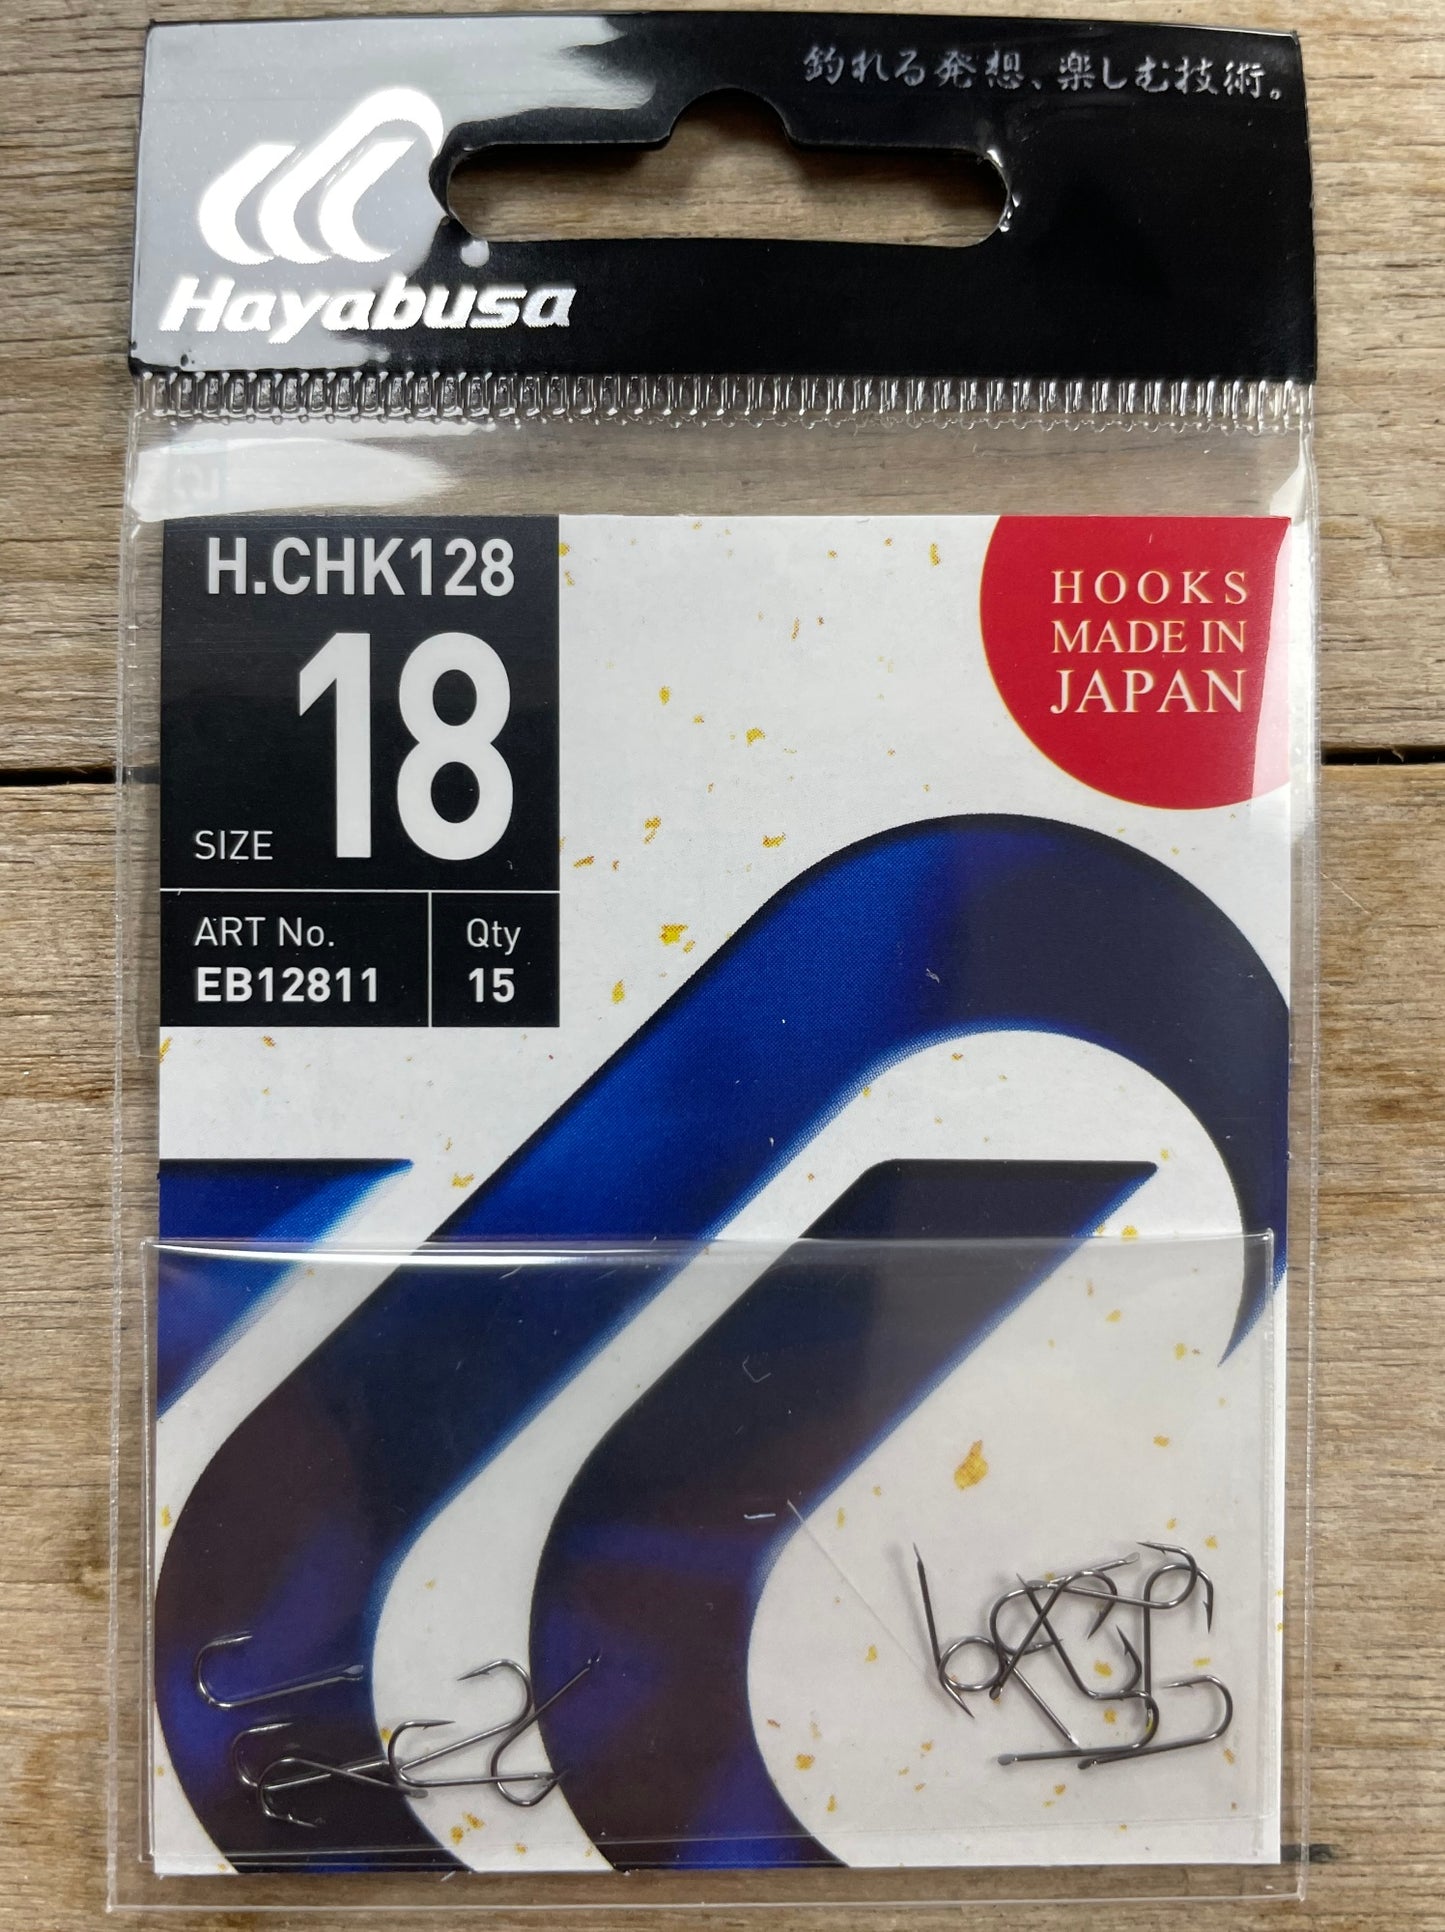 釣れる発想、楽しむ技術。
Hayabusa
H.CHK128
SIZE 18
ART No.
EB12811
Qty
15
HOOKS
MADE IN
JAPAN